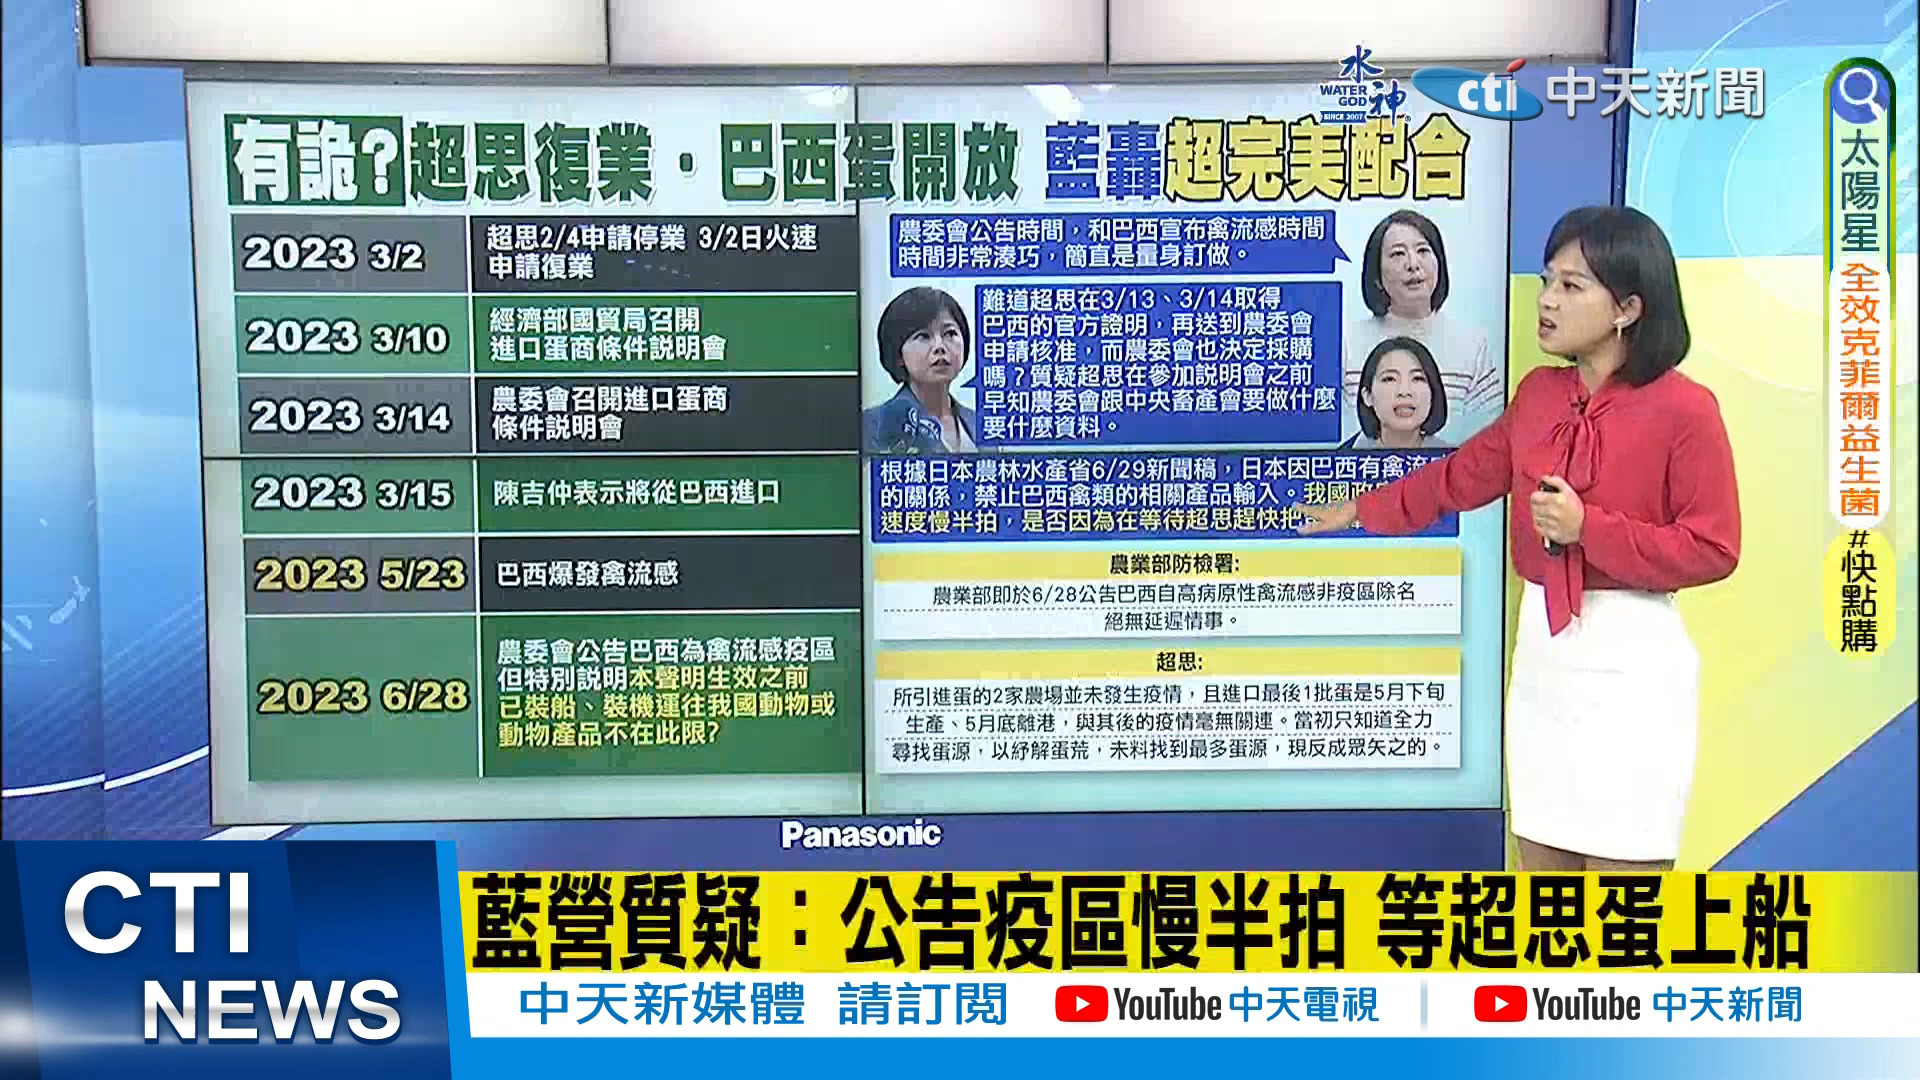 水神
WATER GOD
SINCE 2007
cti 中天新聞
有詭?超思復業·巴西蛋開放 藍轟超完美配合
2023 3/2
超思2/4申請停業 3/2日火速
申請復業
2023 3/10
經濟部國貿局召開
進口蛋商條件説明會
2023 3/14
農委會召開進口蛋商
條件説明會
2023 3/15
陳吉仲表示將從巴西進口
2023 5/23
巴西爆發禽流感
2023 6/28
農委會公告巴西為禽流感疫區
但特別説明本聲明生效之前
已裝船、裝機運往我國動物或
動物產品不在此限?
農委會公告時間，和巴西宣布禽流感時間
時間非常湊巧，簡直是量身訂做。
難道超思在3/13、3/14取得
巴西的官方證明，再送到農委會
申請核准，而農委會也決定採購
嗎？質疑超思在參加説明會之前
早知農委會跟中央畜產會要做什麼
要什麼資料。
根據日本農林水產省6/29新聞稿，日本因巴西有禽流
的關係，禁止巴西禽類的相關產品輸入。我國政
速度慢半拍，是否因為在等待超思趕快把
農業部防檢署:
農業部即於6/28公告巴西自高病原性禽流感非疫區除名
絕無延遲情事。
超思:
所引進蛋的2家農場並未發生疫情，且進口最後1批蛋是5月下旬
生產、5月底離港，與其後的疫情毫無關連。當初只知道全力
尋找蛋源，以紓解蛋荒，未料找到最多蛋源，現反成眾矢之的。
Panasonic
太陽星
全效克菲爾益生菌
#快點購
CTI
NEWS
藍營質疑：公告疫區慢半拍 等超思蛋上船
中天新媒體 請訂閱 YouTube 中天電視 YouTube 中天新聞